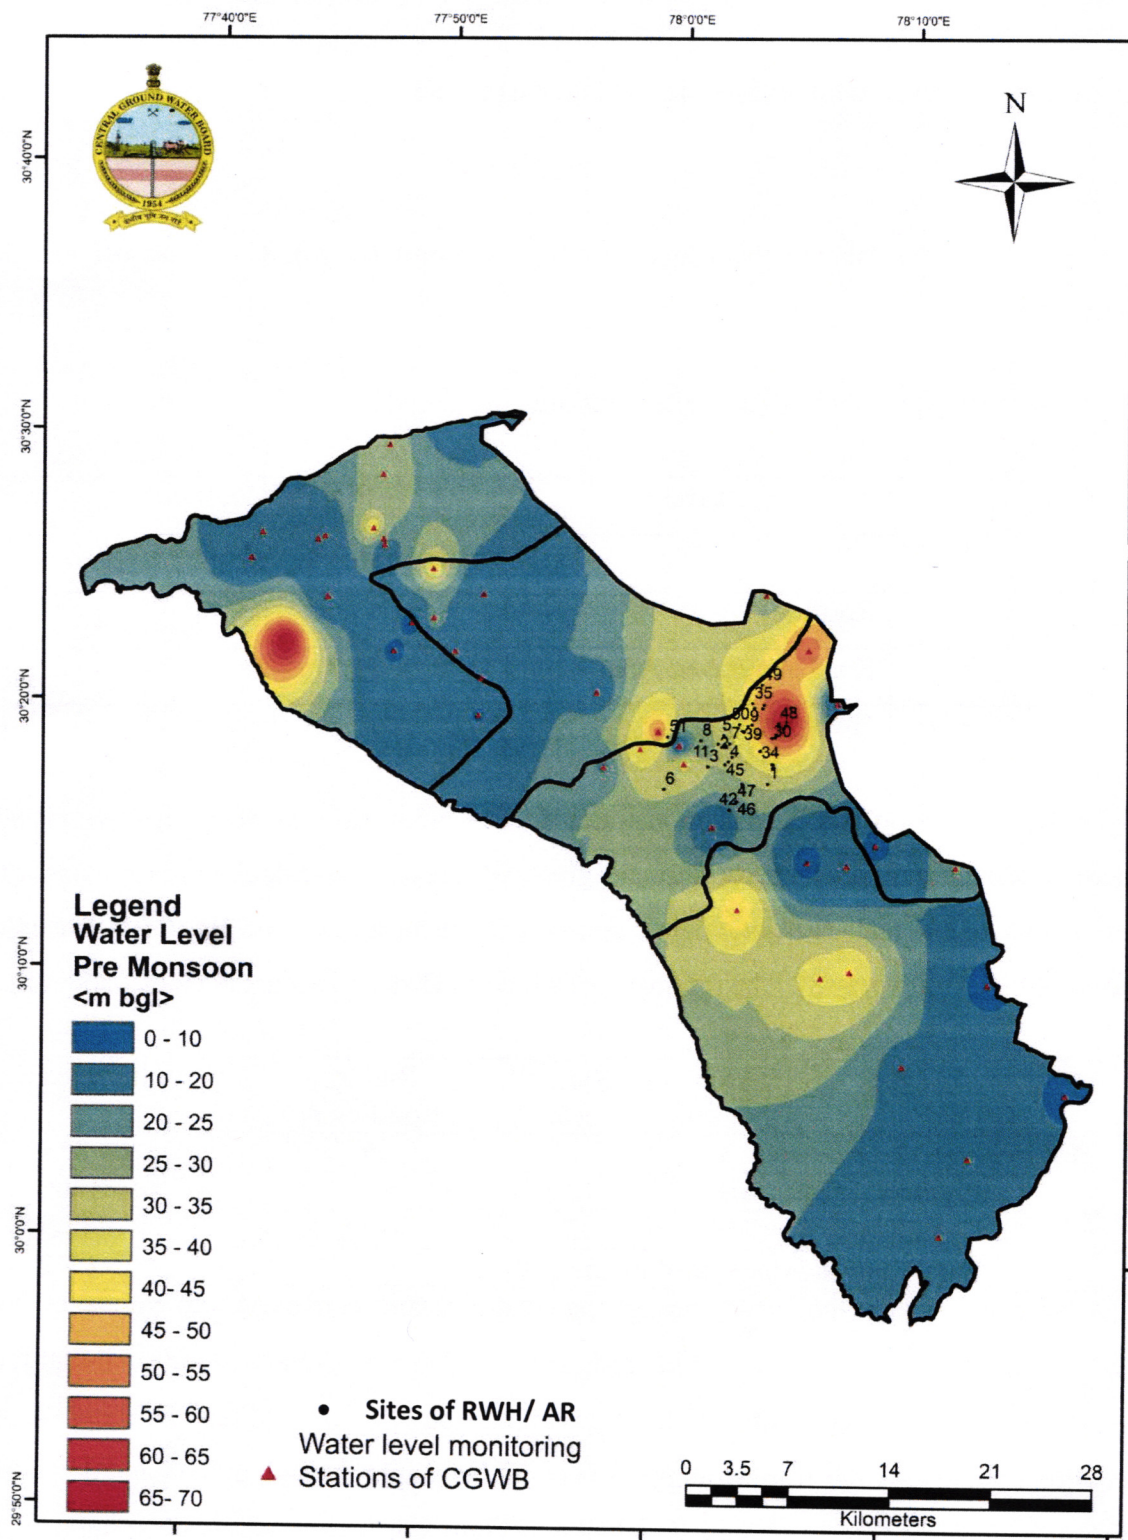 77°40'0"E
77°50'0"E
78°0'0"E
78°10'0"E
30°40'0"N
30°30'0"N
30°20'0"N
30°10'0"N
30°0'0"N
29°50'0"N
CENTRAL GROUND WATER BOARD
1954
N
49
35
48
9
30
39
5
7
8
51
11
3
4
34
45
1
6
47
42
46
Legend
Water Level
Pre Monsoon
<m bgl>
0 - 10
10 - 20
20 - 25
25 - 30
30 - 35
35 - 40
40- 45
45 - 50
50 - 55
55 - 60
60 - 65
65- 70
Sites of RWH/ AR
Water level monitoring
Stations of CGWB
0 3.5 7 14 21 28
Kilometers